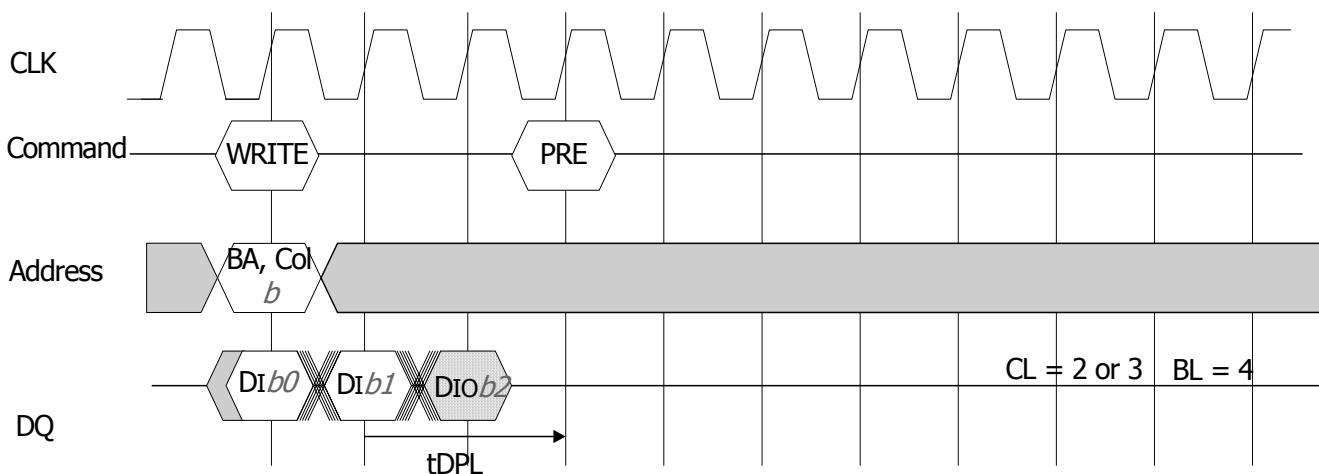 CLK
Command WRITE PRE
Address BA, Col
b
DIb0 DIb1 DIOb2 CL = 2 or 3 BL = 4
DQ
tDPL